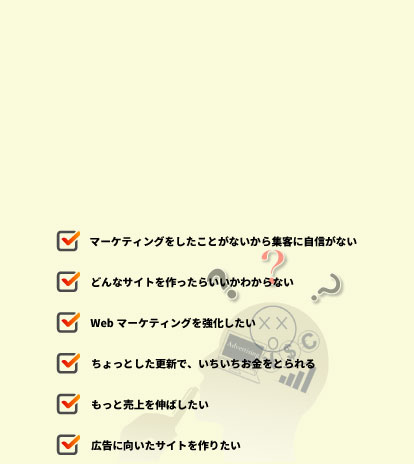 マーケティングをしたことがないから集客に自信がない
どんなサイトを作ったらいいかわからない
Web マーケティングを強化したい
ちょっとした更新で、いちいちお金をとられる
もっと売上を伸ばしたい
広告に向いたサイトを作りたい